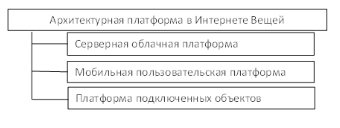 Архитектурная платформа в Интернете Вещей
Серверная облачная платформа
Мобильная пользовательская платформа
Платформа подключенных объектов